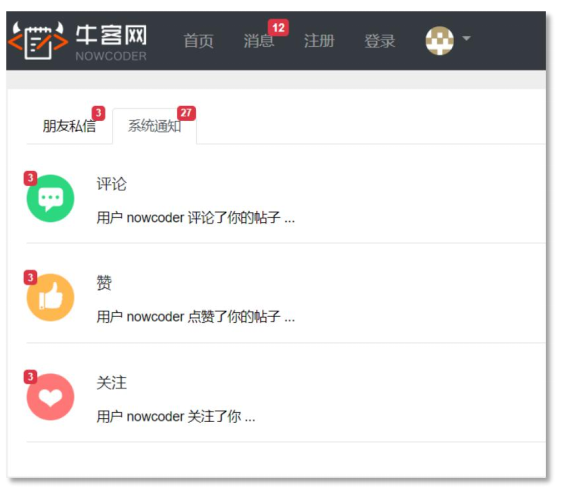 牛客网 首页 消息 12 注册 登录
NOWCODER
朋友私信 3 系统通知 27
3 评论
用户 nowcoder 评论了你的帖子 ...
3 赞
用户 nowcoder 点赞了你的帖子 ...
3 关注
用户 nowcoder 关注了你 ...